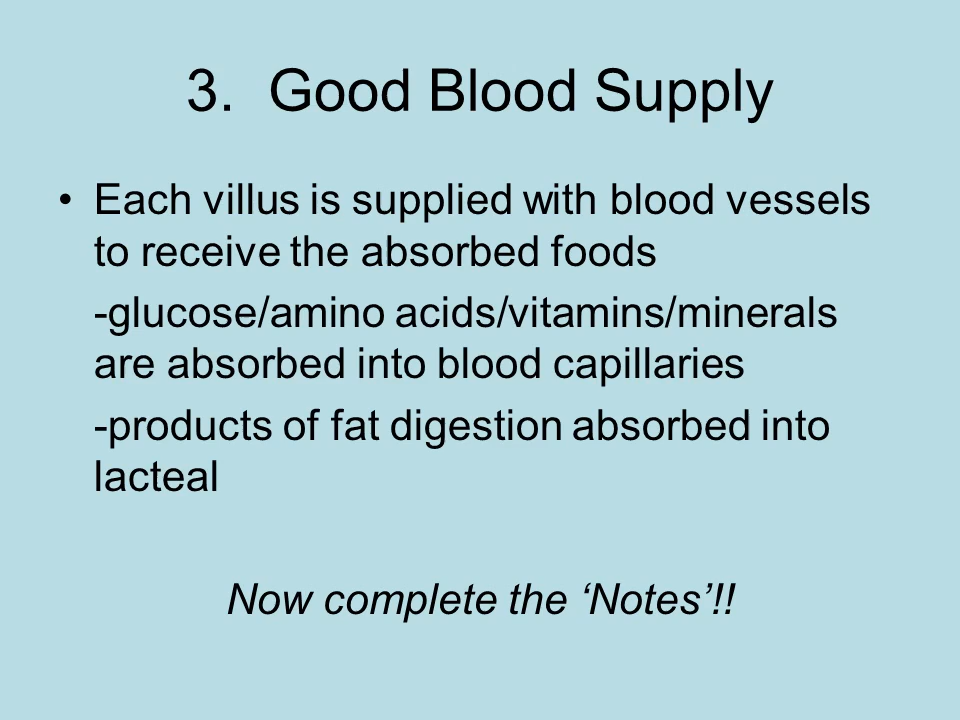 3.  Good Blood Supply
• Each villus is supplied with blood vessels
to receive the absorbed foods
-glucose/amino acids/vitamins/minerals
are absorbed into blood capillaries
-products of fat digestion absorbed into
lacteal
Now complete the ‘Notes’!!